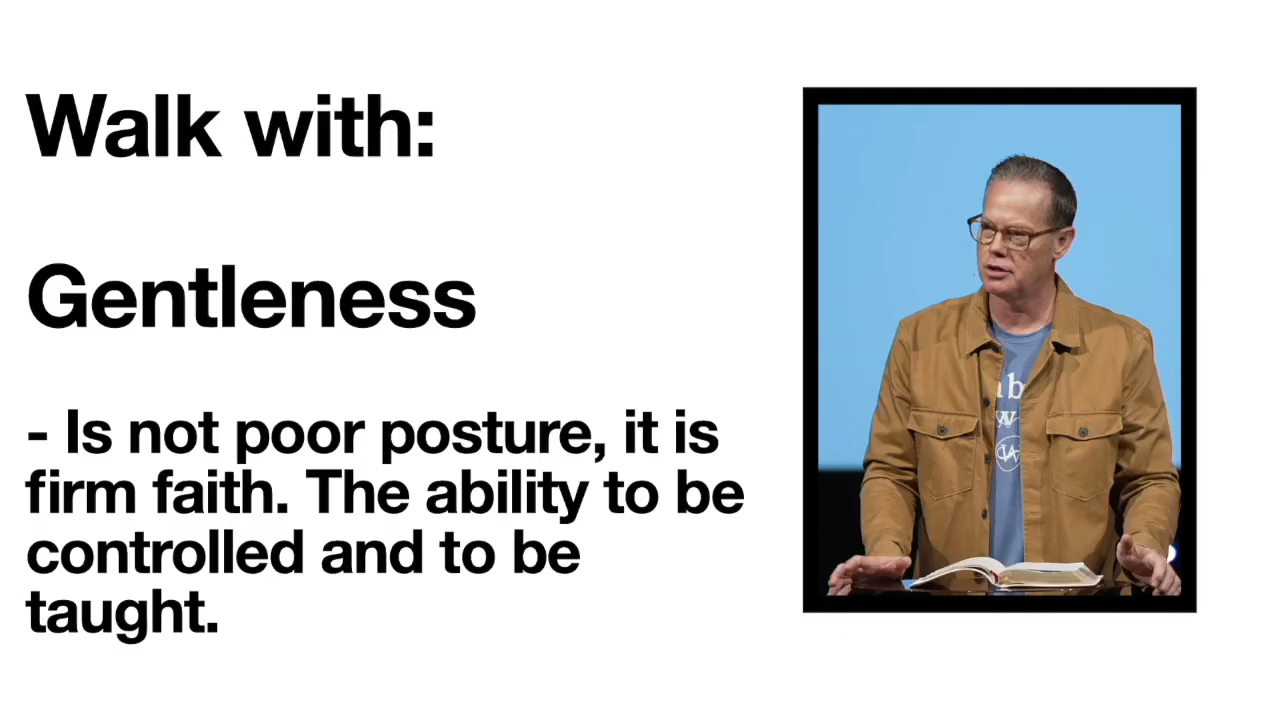 Walk with:
Gentleness
- Is not poor posture, it is
firm faith. The ability to be
controlled and to be
taught.